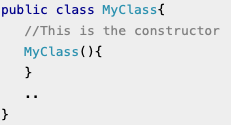 public class MyClass{
//This is the constructor
MyClass(){
}
..
}